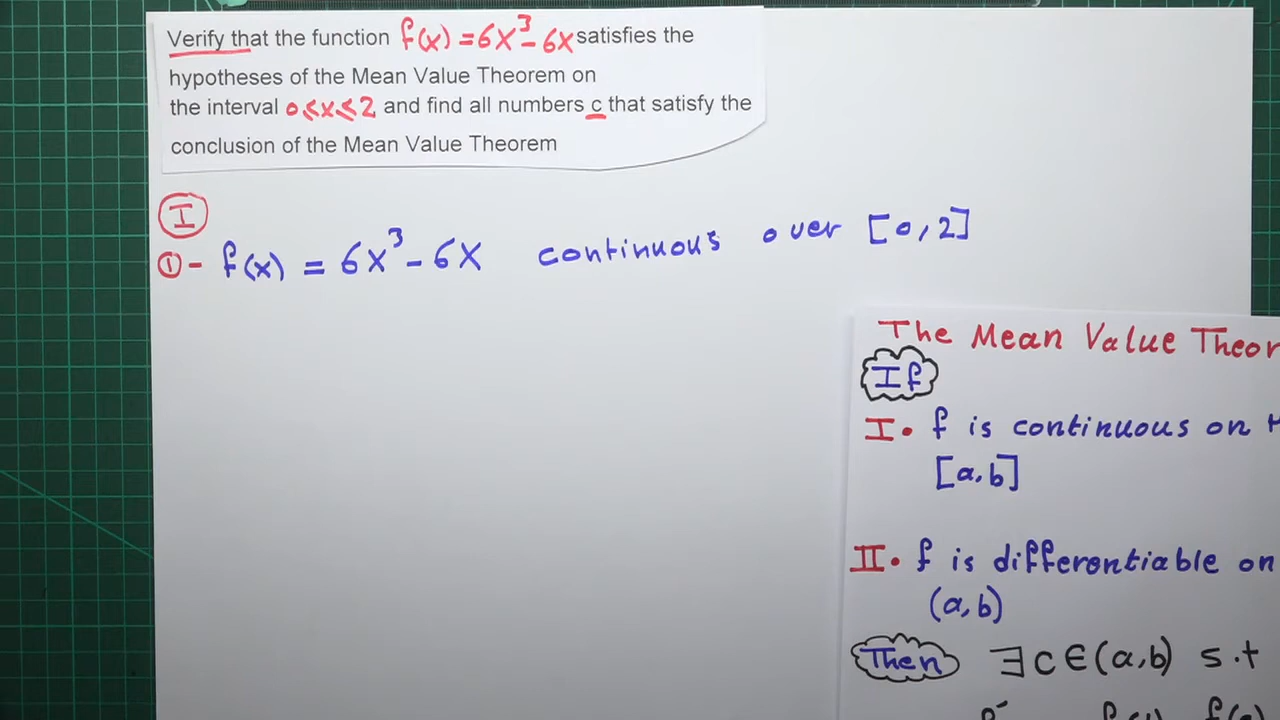 Verify that the function f(x) = 6x³ - 6x satisfies the
hypotheses of the Mean Value Theorem on
the interval 0 ≤ x ≤ 2 and find all numbers c that satisfy the
conclusion of the Mean Value Theorem
I
①- f(x) = 6x³ - 6x continuous over [0, 2]
The Mean Value Theor
If
I. f is continuous on
[a,b]
II. f is differentiable on
(a,b)
Then ∃ c ∈ (a,b) s.t